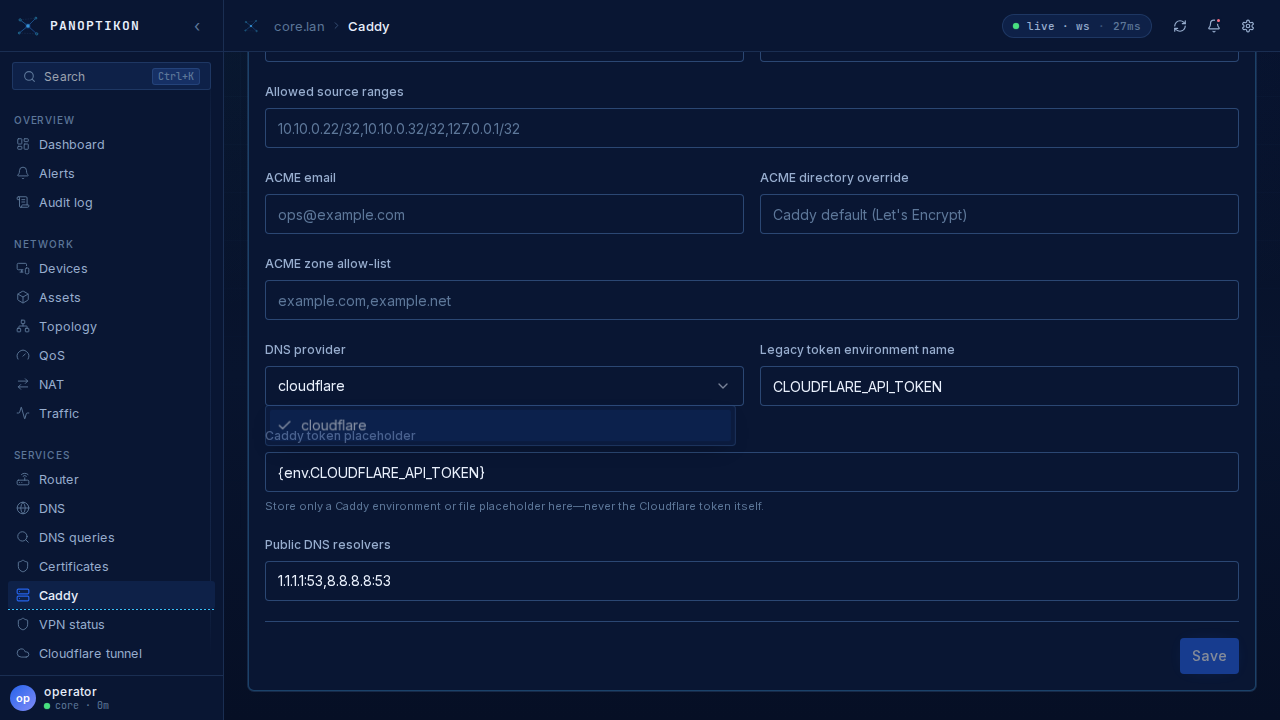 PANOPTIKON
core.lan
Caddy
live · ws · 27ms
Search
Ctrl+K
OVERVIEW
Dashboard
Alerts
Audit log
NETWORK
Devices
Assets
Topology
QoS
NAT
Traffic
SERVICES
Router
DNS
DNS queries
Certificates
Caddy
VPN status
Cloudflare tunnel
op
operator
core · 0m
Allowed source ranges
10.10.0.22/32,10.10.0.32/32,127.0.0.1/32
ACME email
ACME directory override
ops@example.com
Caddy default (Let's Encrypt)
ACME zone allow-list
example.com,example.net
DNS provider
Legacy token environment name
cloudflare
CLOUDFLARE_API_TOKEN
cloudflare
Caddy token placeholder
{env.CLOUDFLARE_API_TOKEN}
Store only a Caddy environment or file placeholder here—never the Cloudflare token itself.
Public DNS resolvers
1.1.1.1:53,8.8.8.8:53
Save